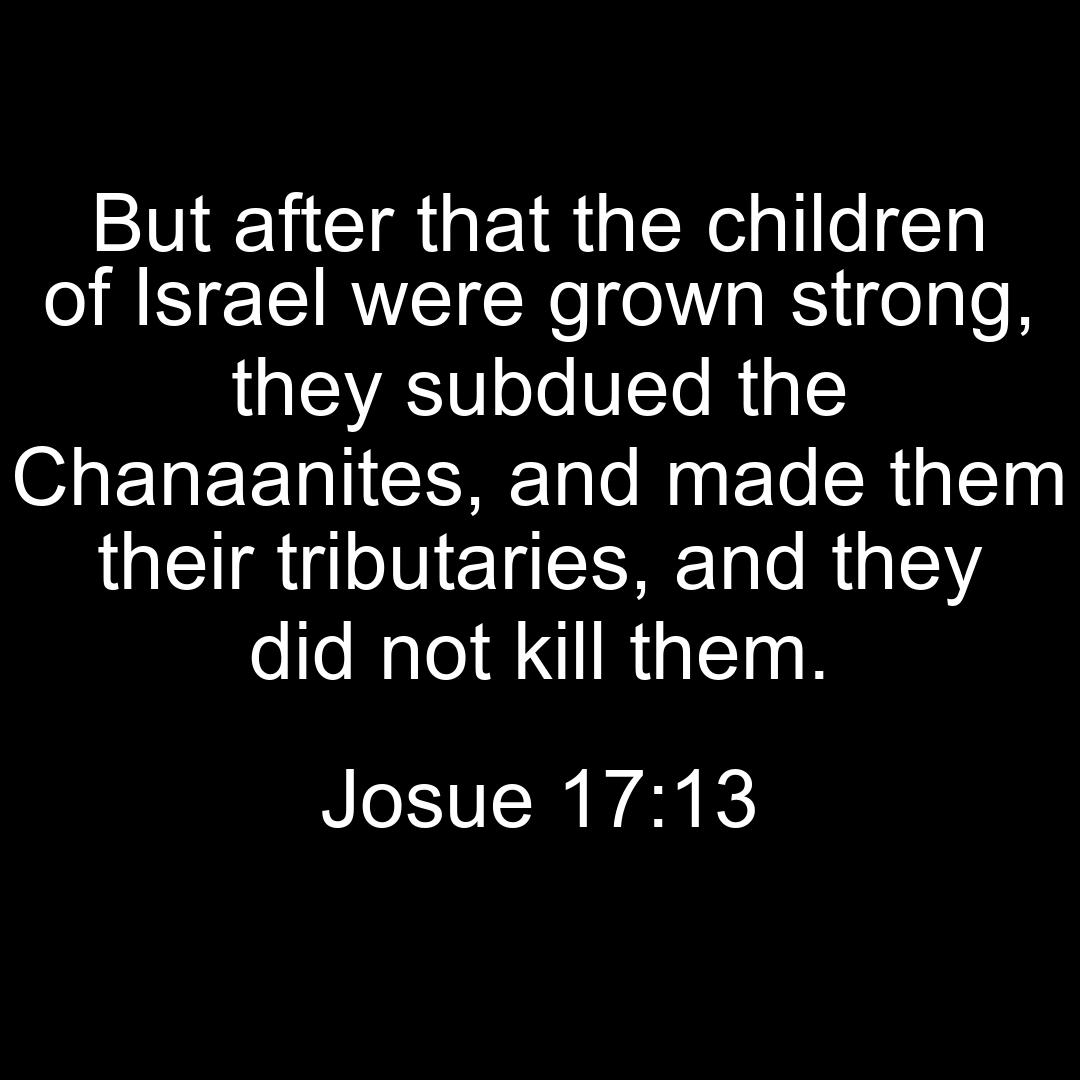 But after that the children
of Israel were grown strong,
they subdued the
Chanaanites, and made them
their tributaries, and they
did not kill them.
Josue 17:13